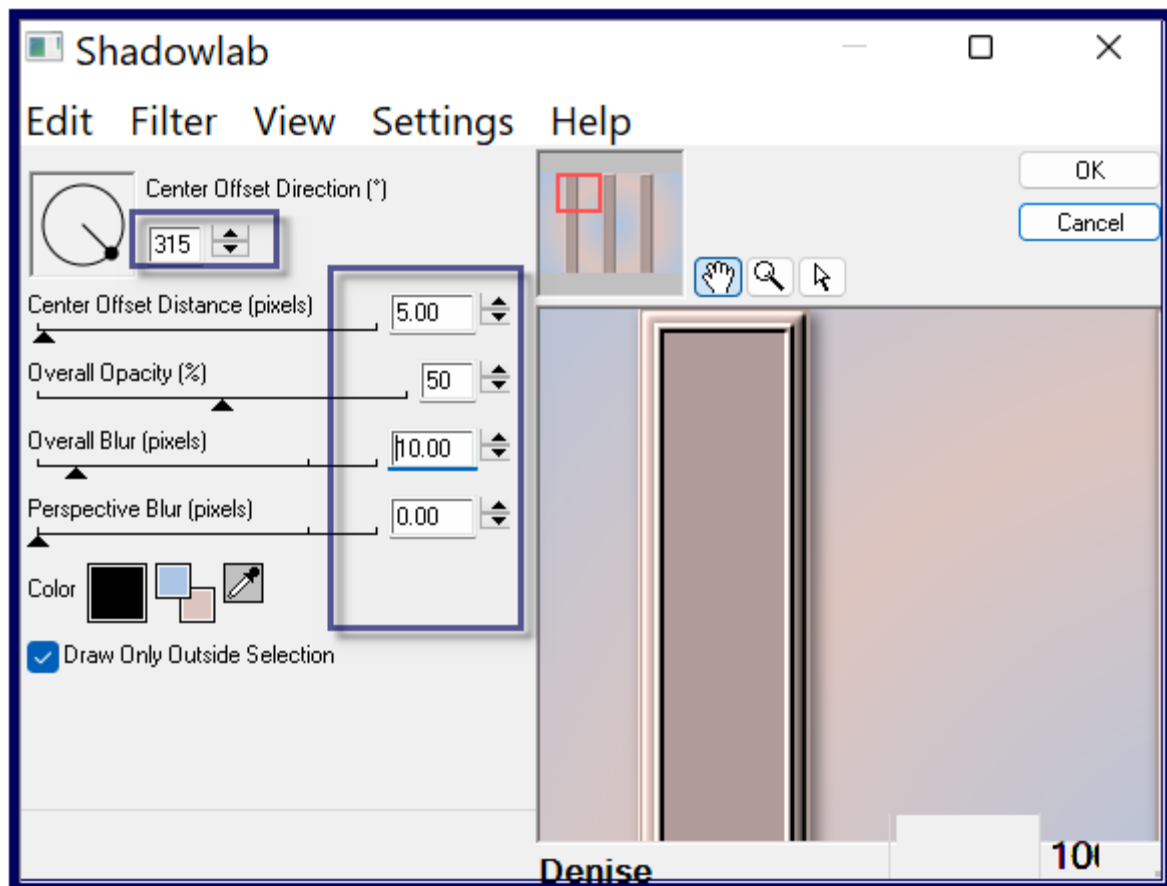 Shadowlab
Edit Filter View Settings Help
Center Offset Direction (°)
315
OK
Cancel
Center Offset Distance (pixels)
5.00
Overall Opacity (%)
50
Overall Blur (pixels)
10.00
Perspective Blur (pixels)
0.00
Color
Draw Only Outside Selection
Denise